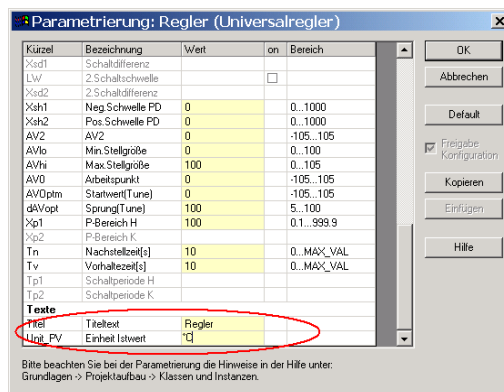 Parametrierung: Regler (Universalregler)
Kürzel Bezeichnung Wert on Bereich
Xsd1 Schaltdifferenz
LW 2.Schaltschwelle
Xsd2 2.Schaltdifferenz
Xsh1 Neg.Schwelle PD 0 0...1000
Xsh2 Pos.Schwelle PD 0 0...1000
AV2 AV2 0 -105..105
AVlo Min.Stellgröße 0 0...100
AVhi Max.Stellgröße 100 0...105
AV0 Arbeitspunkt 0 -105..105
AVOptm Startwert(Tune) 0 -105..105
dAVopt Sprung(Tune) 100 5...100
Xp1 P-Bereich H 100 0.1...999.9
Xp2 P-Bereich K
Tn Nachstellzeit[s] 10 0...MAX_VAL
Tv Vorhaltezeit[s] 10 0...MAX_VAL
Tp1 Schaltperiode H
Tp2 Schaltperiode K
Texte
Titel Titeltext Regler
Unit_PV Einheit Istwert °C
OK
Abbrechen
Default
Freigabe
Konfiguration
Kopieren
Einfügen
Hilfe
Bitte beachten Sie bei der Parametrierung die Hinweise in der Hilfe unter:
Grundlagen -> Projektaufbau -> Klassen und Instanzen.